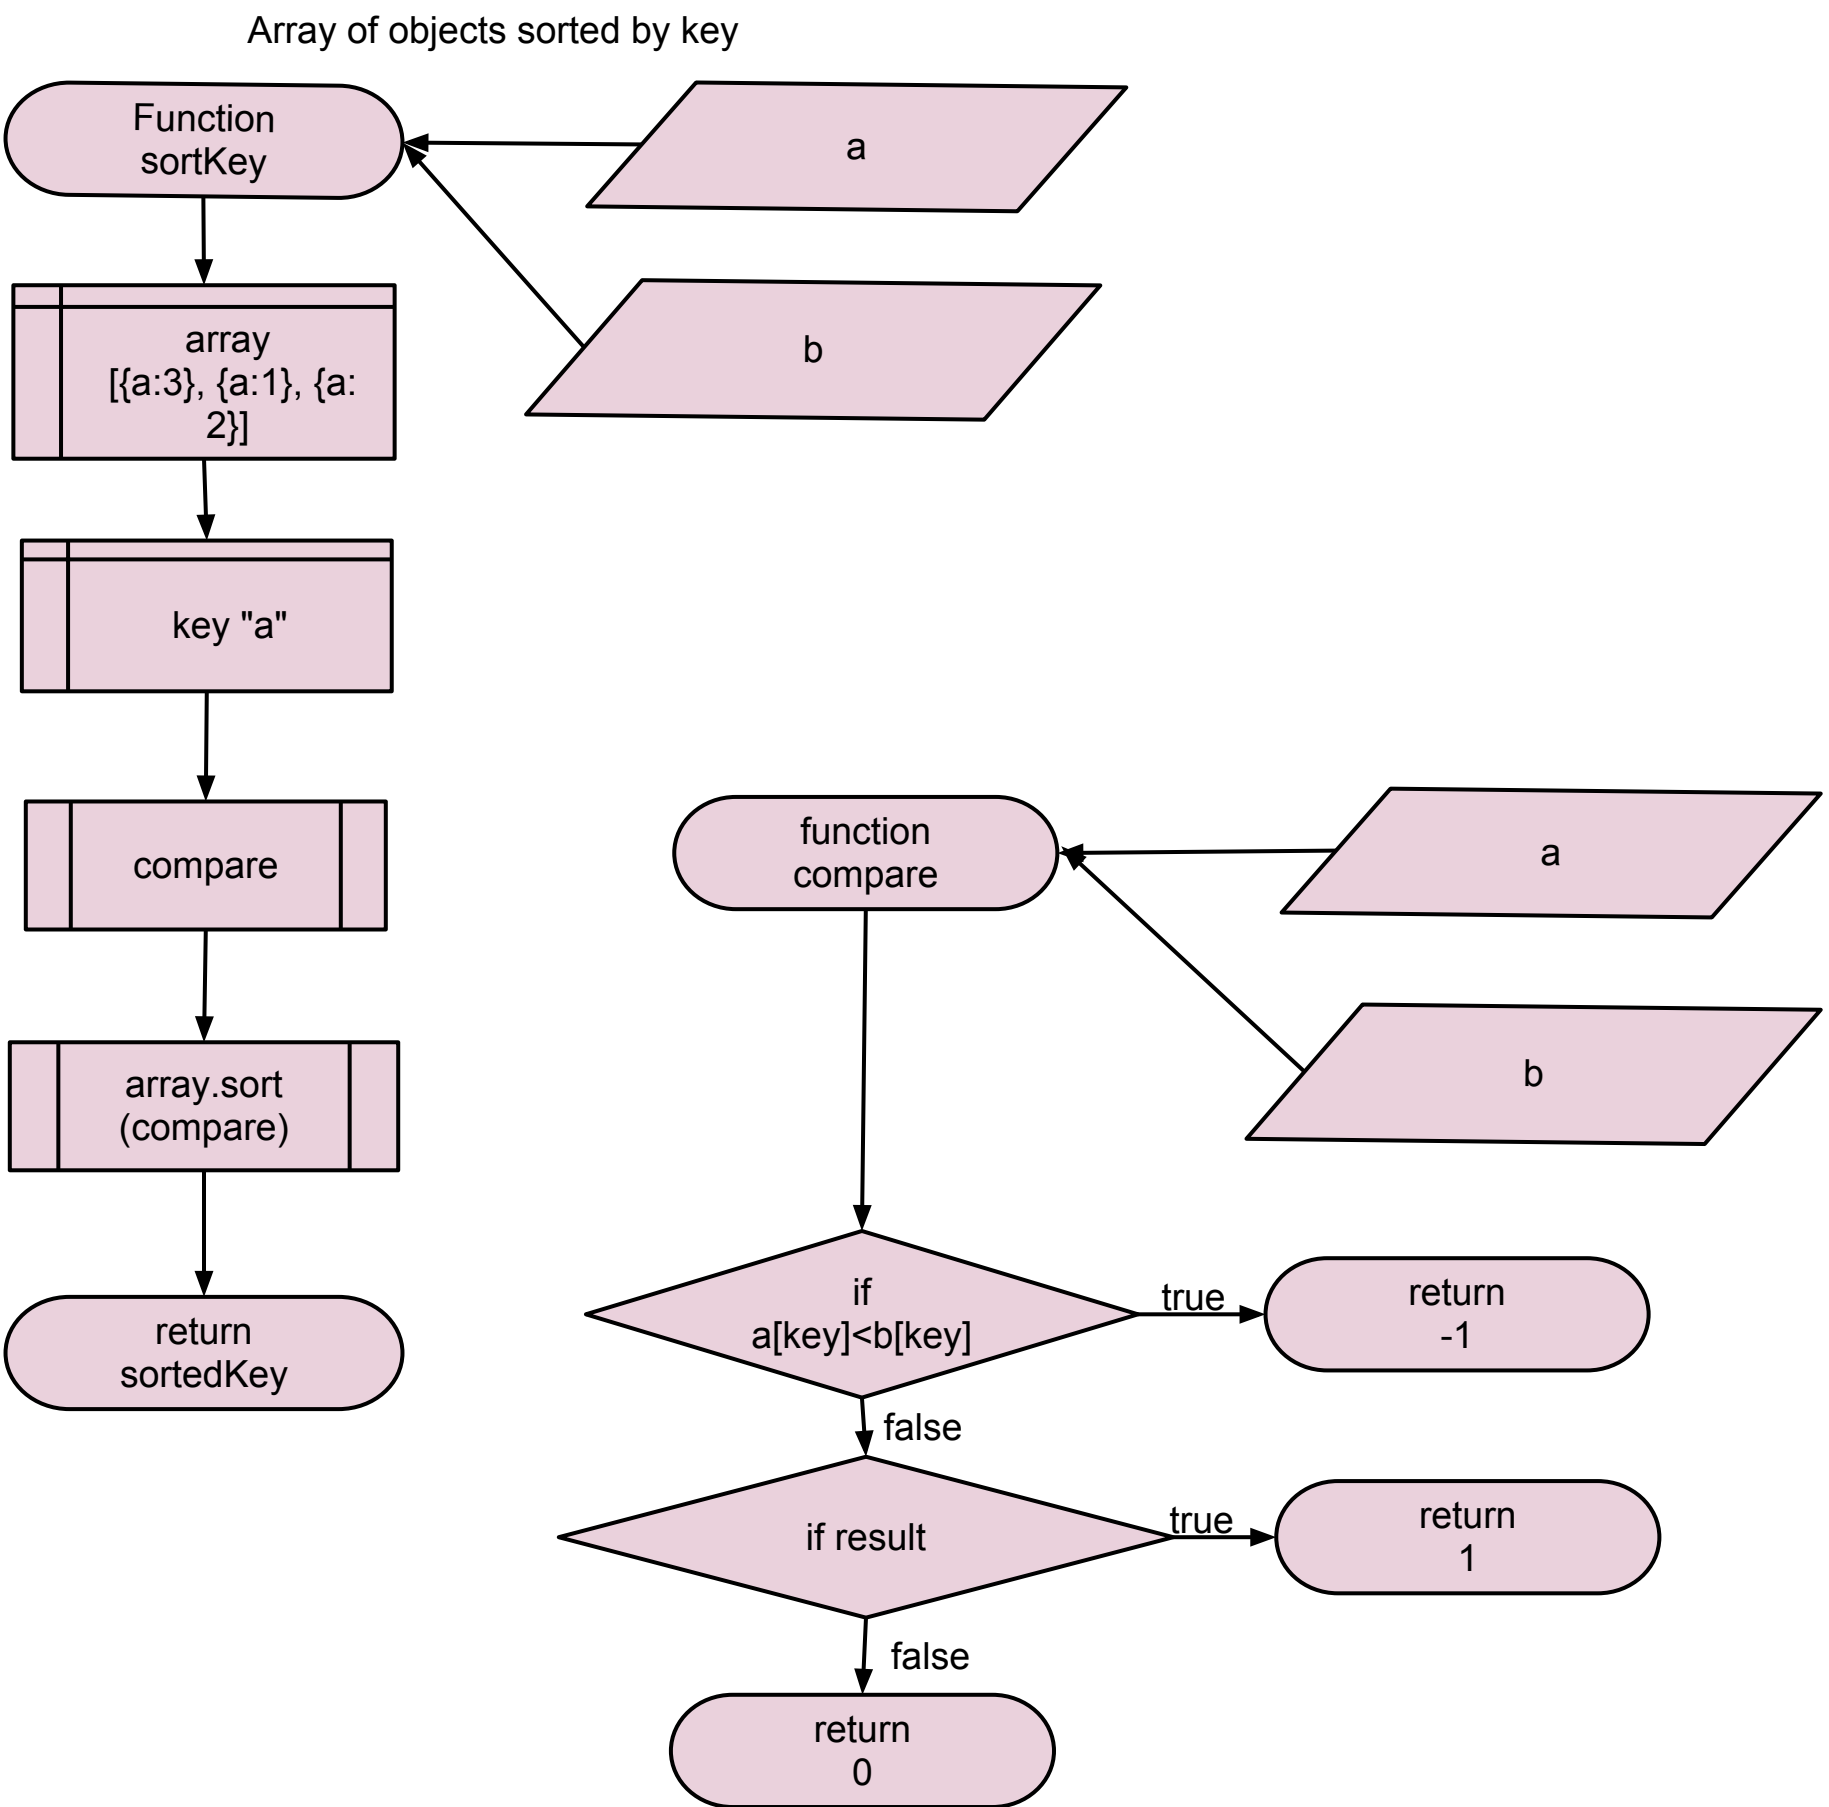 Array of objects sorted by key
Function
sortKey
a
b
array
[{a:3}, {a:1}, {a:
2}]
key "a"
compare
array.sort
(compare)
return
sortedKey
function
compare
a
b
if
a[key]<b[key]
true
return
-1
false
if result
true
return
1
false
return
0